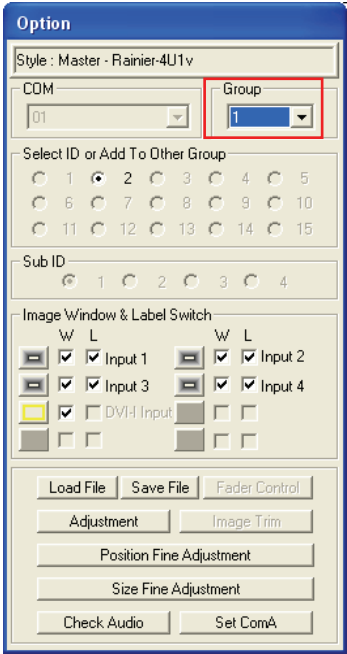 Option
Style : Master - Rainier-4U1v
COM Group
01 1
Select ID or Add To Other Group
1 2 3 4 5
6 7 8 9 10
11 12 13 14 15
Sub ID
1 2 3 4
Image Window & Label Switch
W L W L
Input 1 Input 2
Input 3 Input 4
DVI-I Input
Load File Save File Fader Control
Adjustment Image Trim
Position Fine Adjustment
Size Fine Adjustment
Check Audio Set ComA